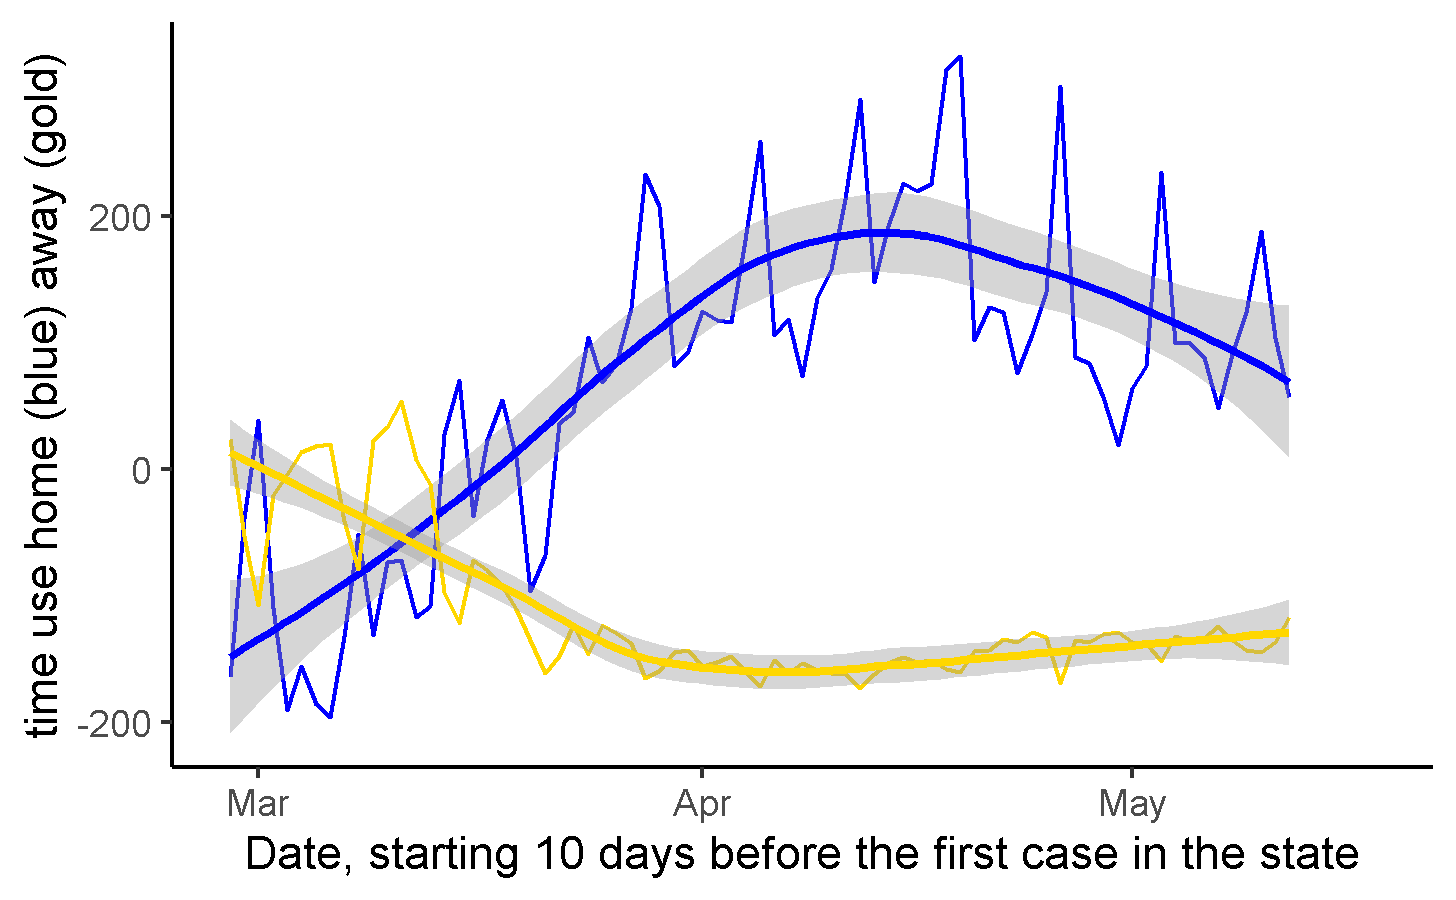 time use home (blue) away (gold)
200
0
-200
Mar
Apr
May
Date, starting 10 days before the first case in the state